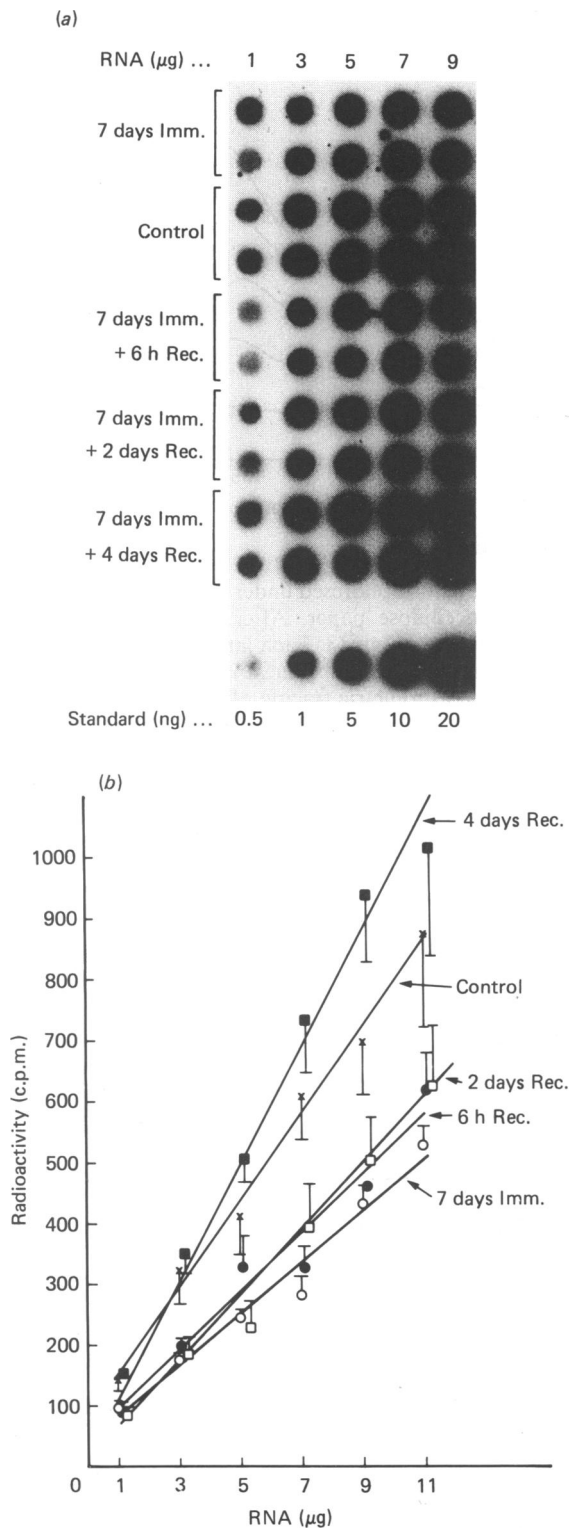 (a)
RNA (μg) ... 1 3 5 7 9
7 days Imm.
Control
7 days Imm.
+ 6 h Rec.
7 days Imm.
+ 2 days Rec.
7 days Imm.
+ 4 days Rec.
Standard (ng) ... 0.5 1 5 10 20
(b)
4 days Rec.
1000
900
Control
800
700
2 days Rec.
600
6 h Rec.
500
7 days Imm.
400
300
200
100
Radioactivity (c.p.m.)
0 1 3 5 7 9 11
RNA (μg)